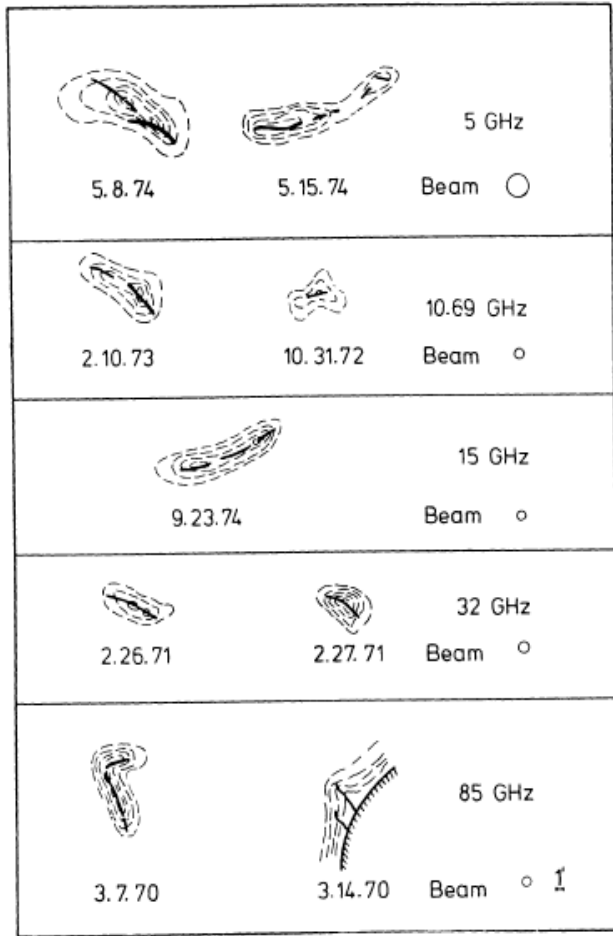 5 GHz
5.8.74 5.15.74 Beam
10.69 GHz
2.10.73 10.31.72 Beam
15 GHz
9.23.74 Beam
32 GHz
2.26.71 2.27.71 Beam
85 GHz
3.7.70 3.14.70 Beam 1'